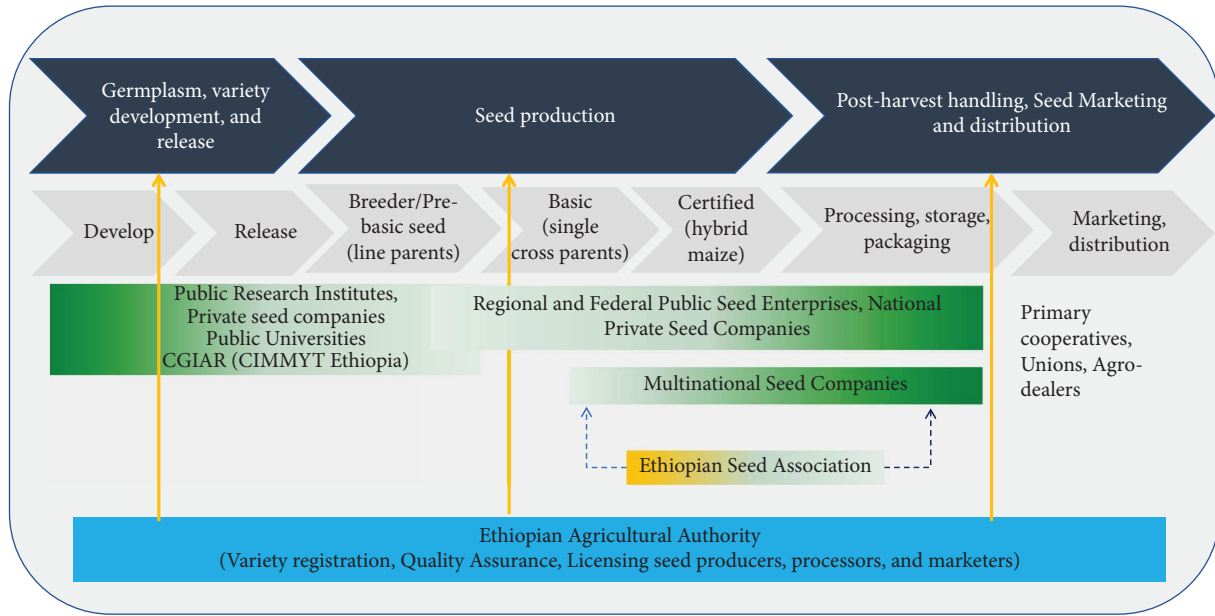 Germplasm, variety
development, and
release
Seed production
Post-harvest handling, Seed Marketing
and distribution
Develop
Release
Breeder/Pre-
basic seed
(line parents)
Basic
(single
cross parents)
Certified
(hybrid
maize)
Processing, storage,
packaging
Marketing,
distribution
Public Research Institutes,
Private seed companies
Public Universities
CGIAR (CIMMYT Ethiopia)
Regional and Federal Public Seed Enterprises, National
Private Seed Companies
Primary
cooperatives,
Unions, Agro-
dealers
Multinational Seed Companies
Ethiopian Seed Association
Ethiopian Agricultural Authority
(Variety registration, Quality Assurance, Licensing seed producers, processors, and marketers)